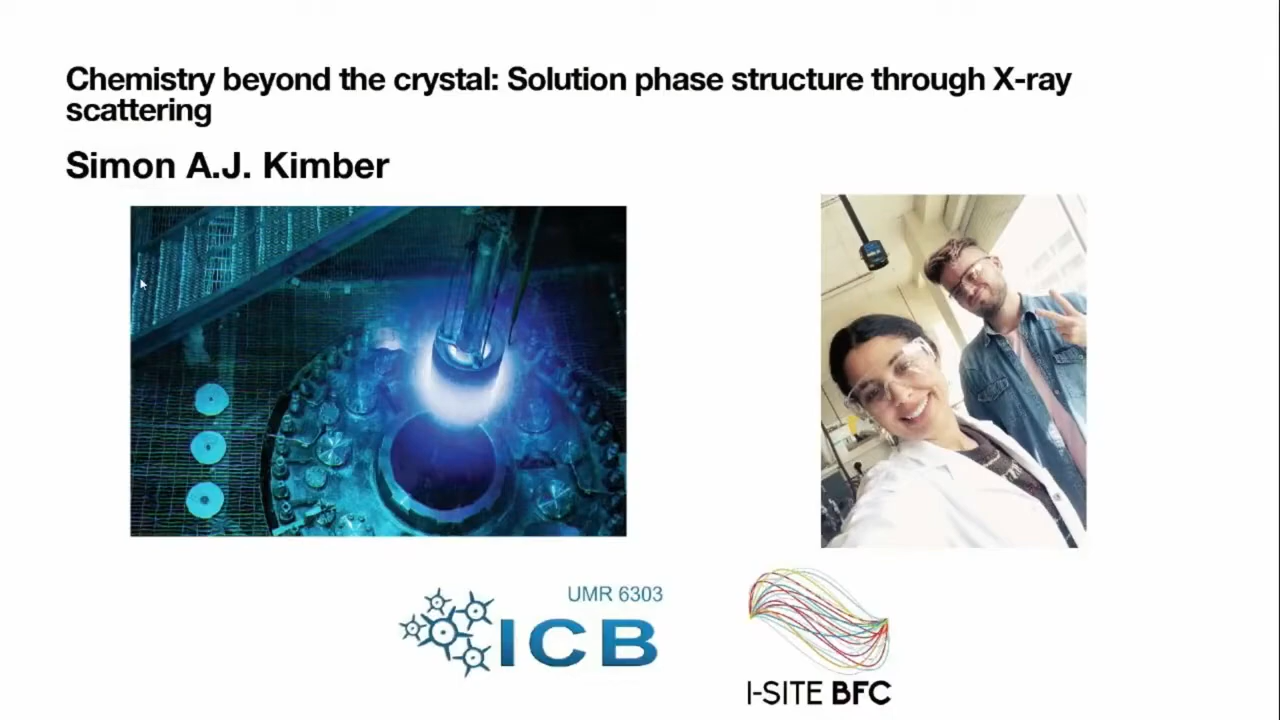 Chemistry beyond the crystal: Solution phase structure through X-ray
scattering
Simon A.J. Kimber
UMR 6303
ICB
I-SITE BFC